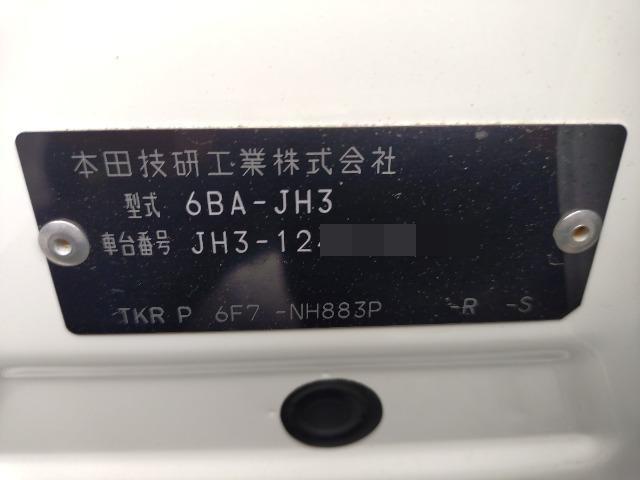 本田技研工業株式会社
型式 6BA-JH3
車台番号 JH3-12
TKR P 6F7 -NH883P -R -S